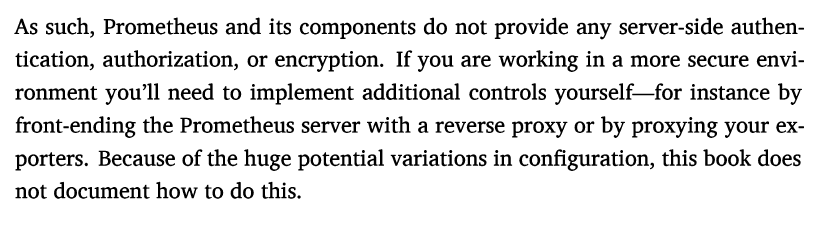 As such, Prometheus and its components do not provide any server-side authen-
tication, authorization, or encryption. If you are working in a more secure envi-
ronment you’ll need to implement additional controls yourself—for instance by
front-ending the Prometheus server with a reverse proxy or by proxying your ex-
porters. Because of the huge potential variations in configuration, this book does
not document how to do this.